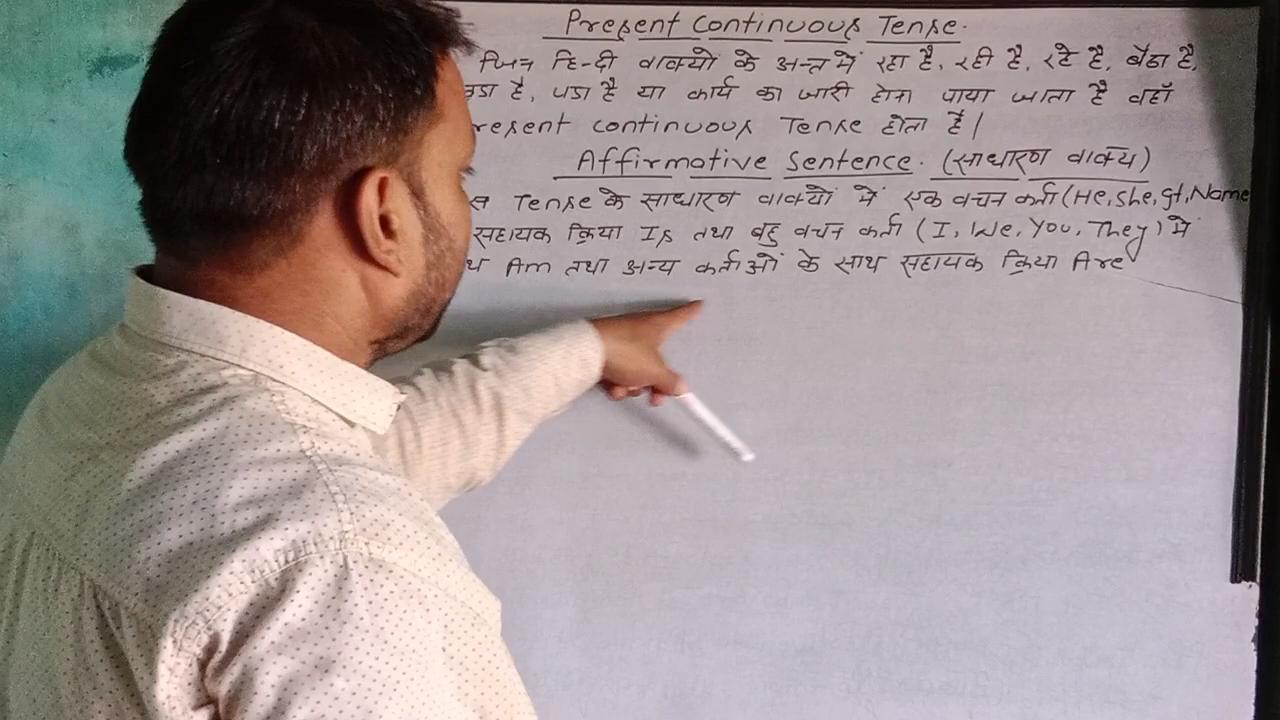 Present Continuous Tense.
जिन हिन्दी वाक्यों के अन्त में रहा है, रही है, रहे है, बैठा है,
है, पडा है या कार्य का जारी होना पाया जाता है वहाँ
resent continuous Tense होता है।
Affirmative Sentence. (साधारण वाक्य)
स Tense के साधारण वाक्यों में एक वचन कर्ता (He, She, It, Name
सहायक क्रिया Is तथा बहु वचन कर्ता (I, We, You, They) में
थ Am तथा अन्य कर्ताओं के साथ सहायक क्रिया Are